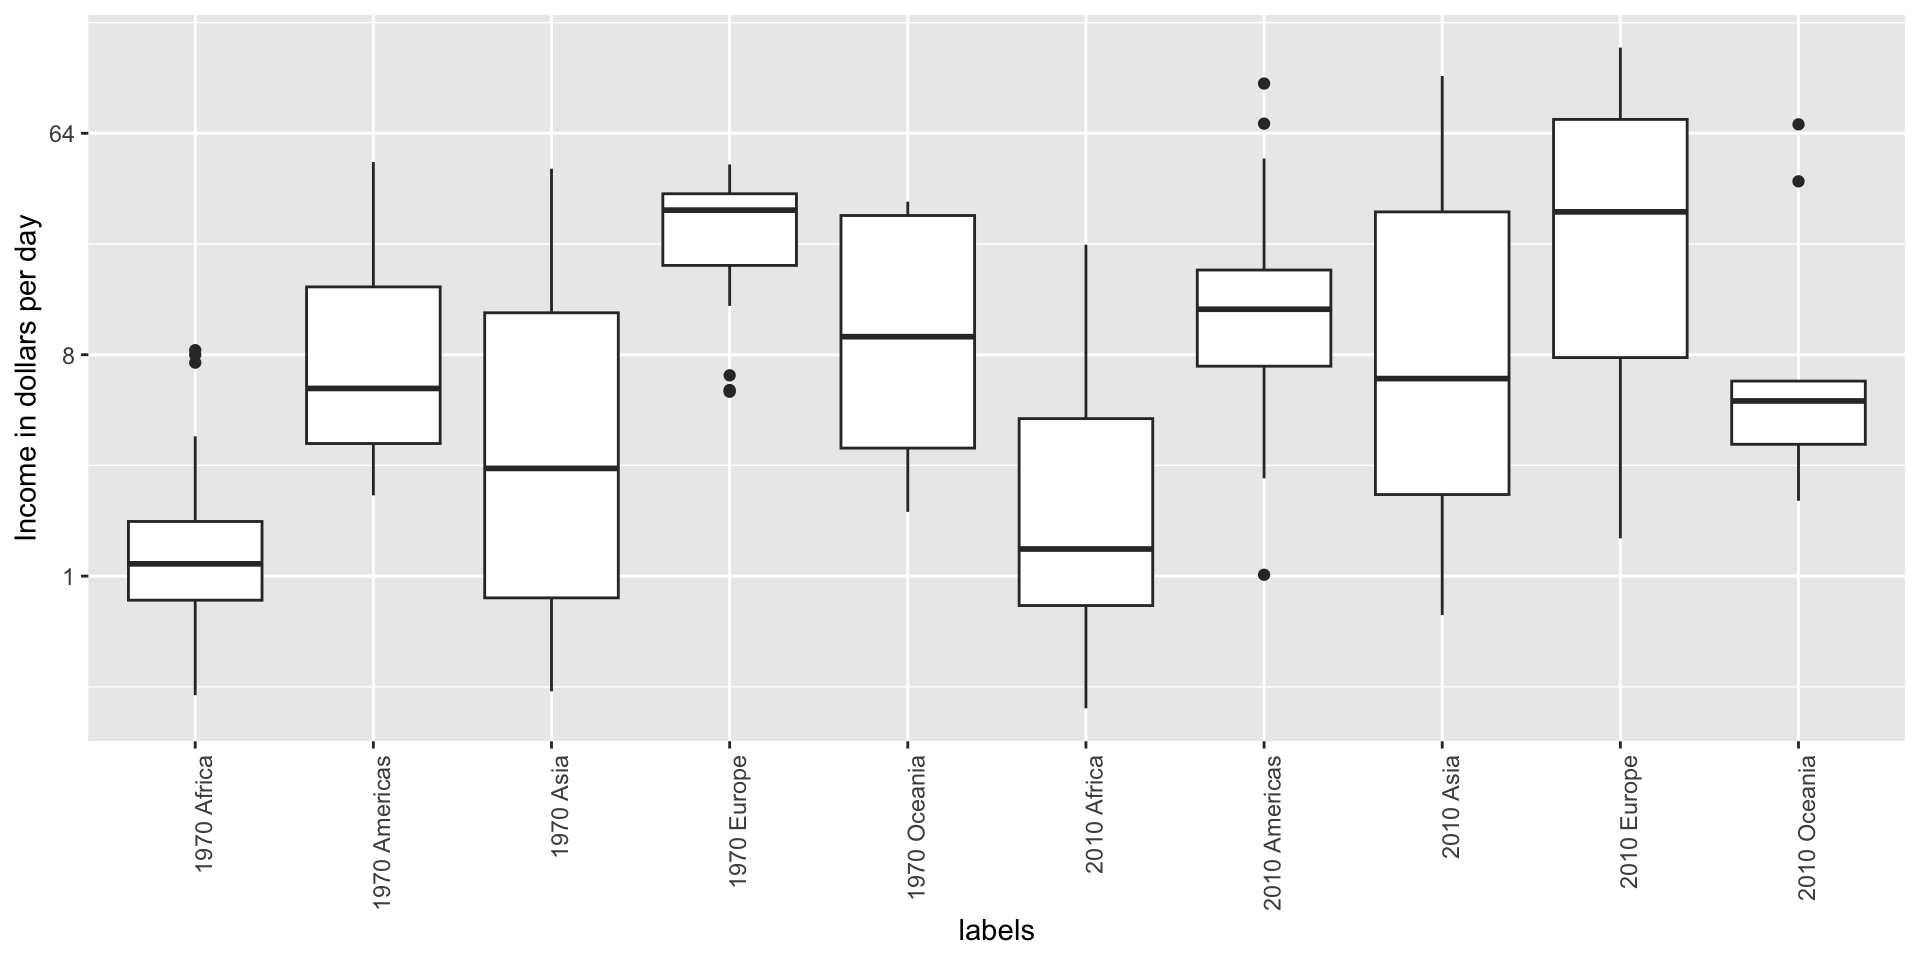 Income in dollars per day
64
8
1
1970 Africa
1970 Americas
1970 Asia
1970 Europe
1970 Oceania
2010 Africa
2010 Americas
2010 Asia
2010 Europe
2010 Oceania
labels